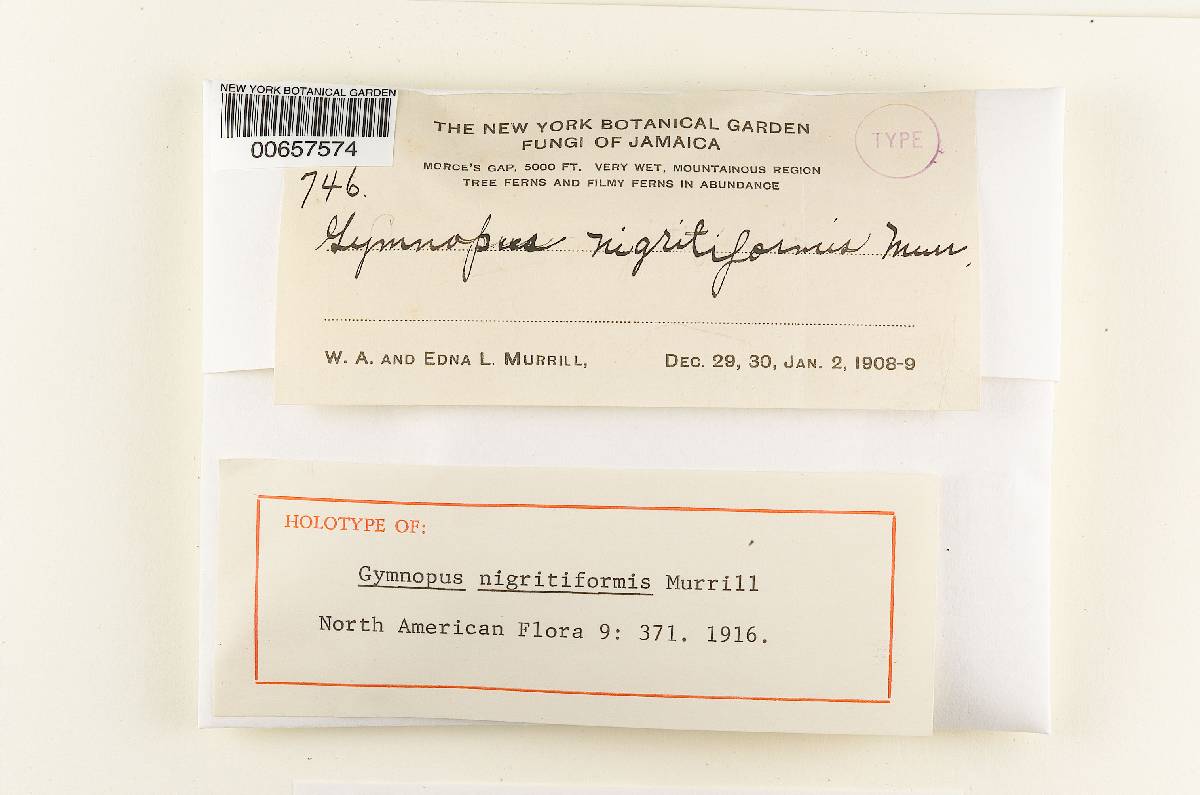 NEW YORK BOTANICAL GARDEN
00657574
THE NEW YORK BOTANICAL GARDEN
FUNGI OF JAMAICA
TYPE
MORCE'S GAP, 5000 FT. VERY WET, MOUNTAINOUS REGION
TREE FERNS AND FILMY FERNS IN ABUNDANCE
746.
Gymnopus nigritiformis Murr.
W. A. AND EDNA L. MURRILL, DEC. 29, 30, JAN. 2, 1908-9
HOLOTYPE OF:
Gymnopus nigritiformis Murrill
North American Flora 9: 371. 1916.